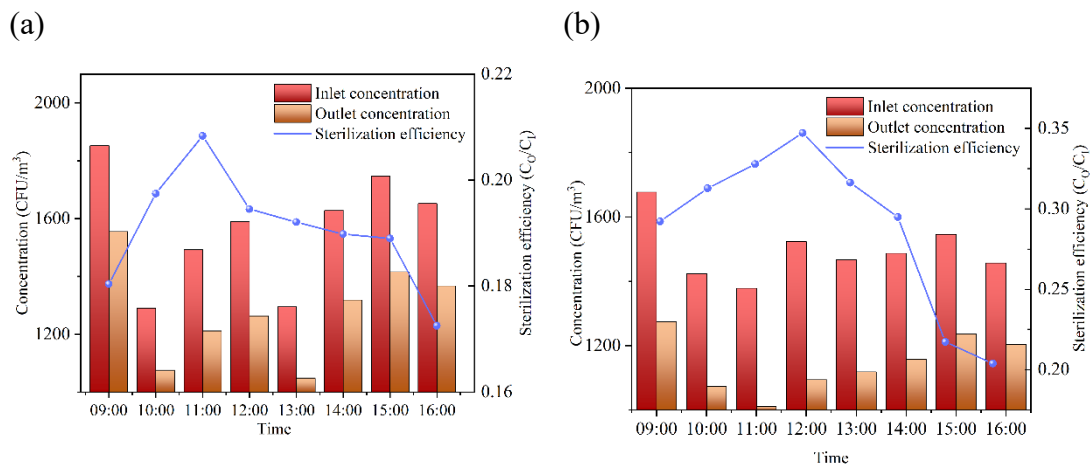 (a)
(b)
2000
1600
1200
Concentration (CFU/m³)
Inlet concentration
Outlet concentration
Sterilization efficiency
0.22
0.20
0.18
0.16
Sterilization efficiency (C_O/C_I)
09:00 10:00 11:00 12:00 13:00 14:00 15:00 16:00
Time
2000
1600
1200
Concentration (CFU/m³)
Inlet concentration
Outlet concentration
Sterilization efficiency
0.35
0.30
0.25
0.20
Sterilization efficiency (C_O/C_I)
09:00 10:00 11:00 12:00 13:00 14:00 15:00 16:00
Time